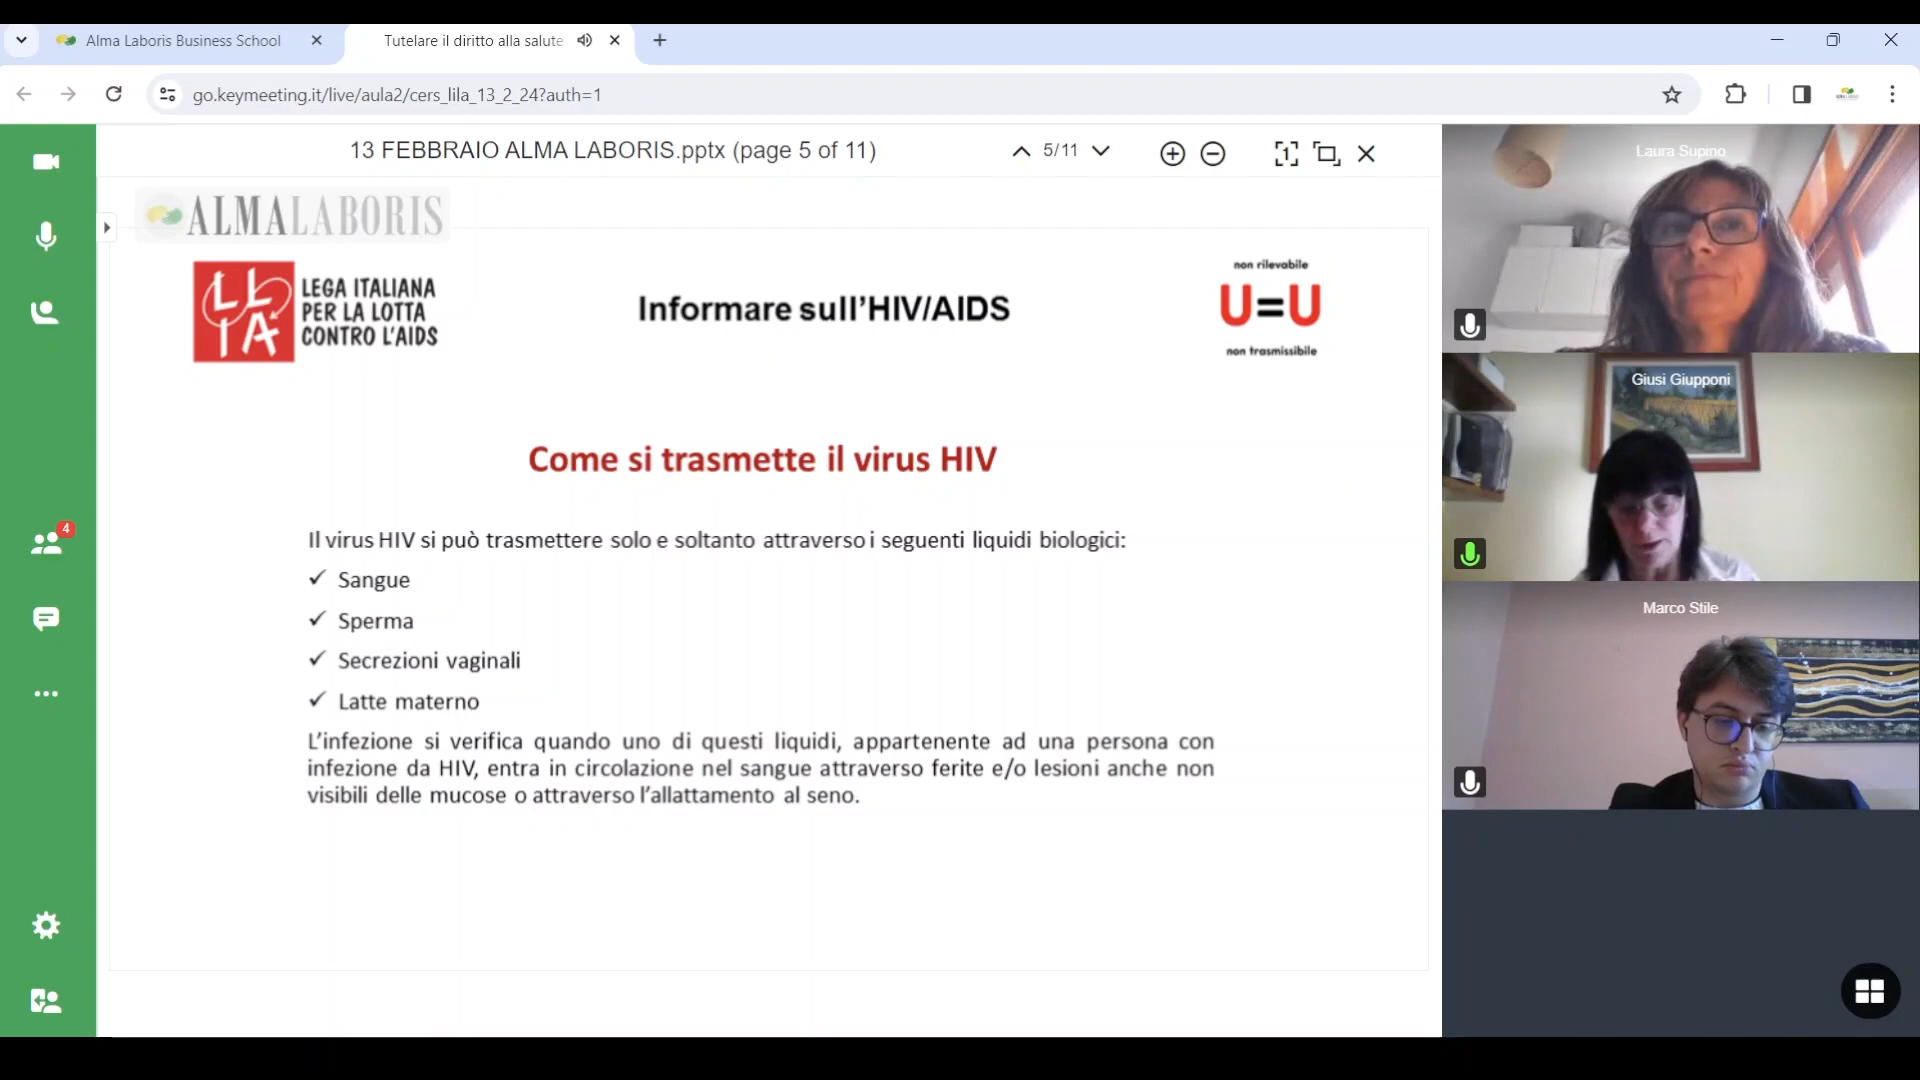 Alma Laboris Business School
Tutelare il diritto alla salute
go.keymeeting.it/live/aula2/cers_lila_13_2_24?auth=1
13 FEBBRAIO ALMA LABORIS.pptx (page 5 of 11)
5/11
ALMALABORIS
LILA
LEGA ITALIANA
PER LA LOTTA
CONTRO L'AIDS
Informare sull'HIV/AIDS
non rilevabile
U=U
non trasmissibile
Come si trasmette il virus HIV
Il virus HIV si può trasmettere solo e soltanto attraverso i seguenti liquidi biologici:
✓ Sangue
✓ Sperma
✓ Secrezioni vaginali
✓ Latte materno
L'infezione si verifica quando uno di questi liquidi, appartenente ad una persona con
infezione da HIV, entra in circolazione nel sangue attraverso ferite e/o lesioni anche non
visibili delle mucose o attraverso l'allattamento al seno.
4
Laura Supino
Giusi Giupponi
Marco Stile